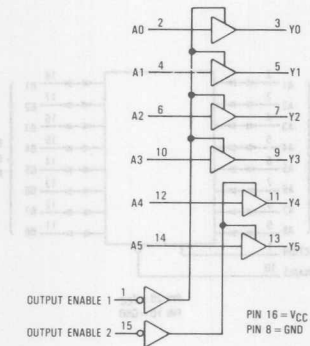 A0 2 3 Y0
A1 4 5 Y1
A2 6 7 Y2
A3 10 9 Y3
A4 12 11 Y4
A5 14 13 Y5
OUTPUT ENABLE 1 1
OUTPUT ENABLE 2 15
PIN 16 = VCC
PIN 8 = GND